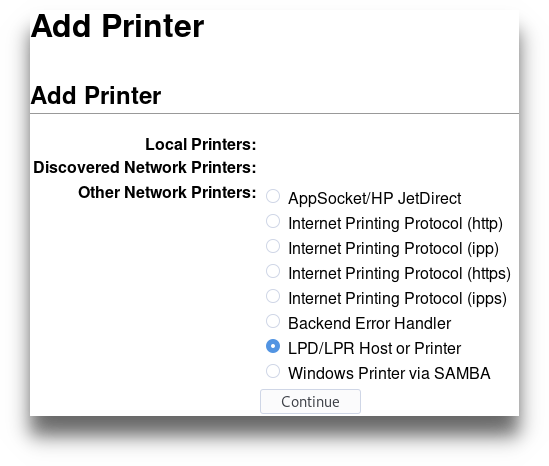 Add Printer
Add Printer
Local Printers:
Discovered Network Printers:
Other Network Printers:
AppSocket/HP JetDirect
Internet Printing Protocol (http)
Internet Printing Protocol (ipp)
Internet Printing Protocol (https)
Internet Printing Protocol (ipps)
Backend Error Handler
LPD/LPR Host or Printer
Windows Printer via SAMBA
Continue